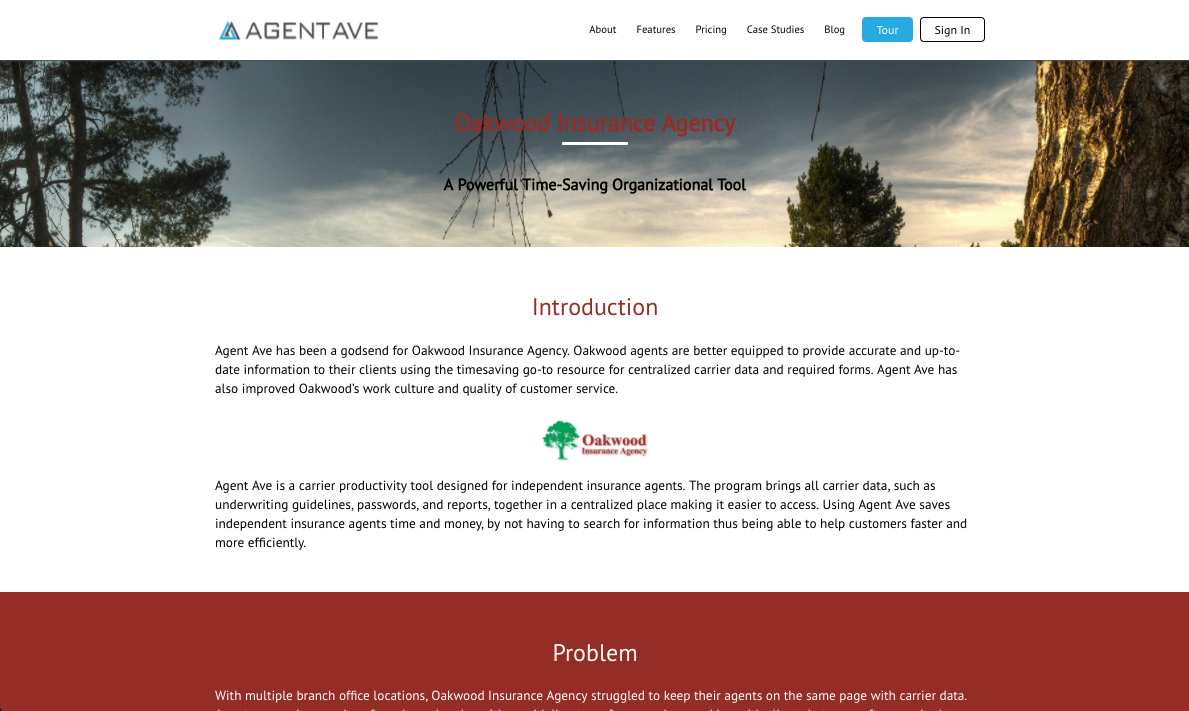 AGENTAVE
About Features Pricing Case Studies Blog Tour Sign In
Oakwood Insurance Agency
A Powerful Time-Saving Organizational Tool
Introduction
Agent Ave has been a godsend for Oakwood Insurance Agency. Oakwood agents are better equipped to provide accurate and up-to-
date information to their clients using the timesaving go-to resource for centralized carrier data and required forms. Agent Ave has
also improved Oakwood's work culture and quality of customer service.
Oakwood
Insurance Agency
Agent Ave is a carrier productivity tool designed for independent insurance agents. The program brings all carrier data, such as
underwriting guidelines, passwords, and reports, together in a centralized place making it easier to access. Using Agent Ave saves
independent insurance agents time and money, by not having to search for information thus being able to help customers faster and
more efficiently.
Problem
With multiple branch office locations, Oakwood Insurance Agency struggled to keep their agents on the same page with carrier data.